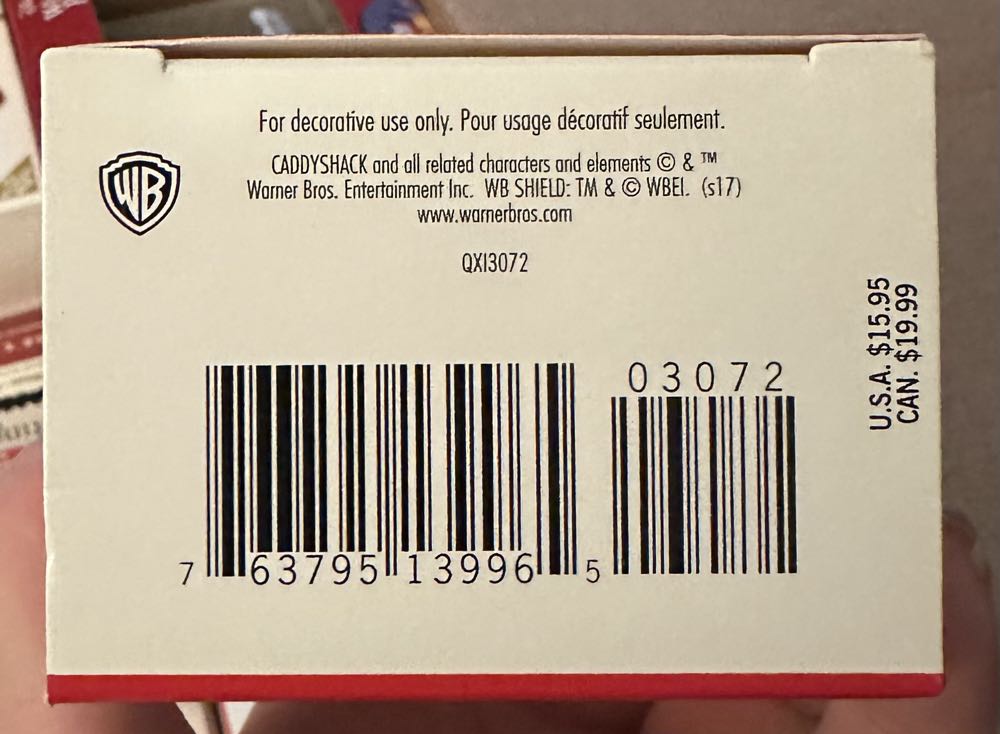 For decorative use only. Pour usage décoratif seulement.
CADDYSHACK and all related characters and elements © & ™
Warner Bros. Entertainment Inc. WB SHIELD: TM & © WBEI. (s17)
www.warnerbros.com
WB
QXI3072
U.S.A. $15.95
CAN. $19.99
03072
7 63795 13996 5